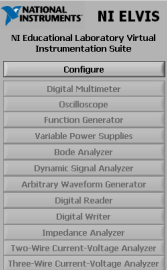 NATIONAL
INSTRUMENTS
NI ELVIS
NI Educational Laboratory Virtual
Instrumentation Suite
Configure
Digital Multimeter
Oscilloscope
Function Generator
Variable Power Supplies
Bode Analyzer
Dynamic Signal Analyzer
Arbitrary Waveform Generator
Digital Reader
Digital Writer
Impedance Analyzer
Two-Wire Current-Voltage Analyzer
Three-Wire Current-Voltage Analyzer